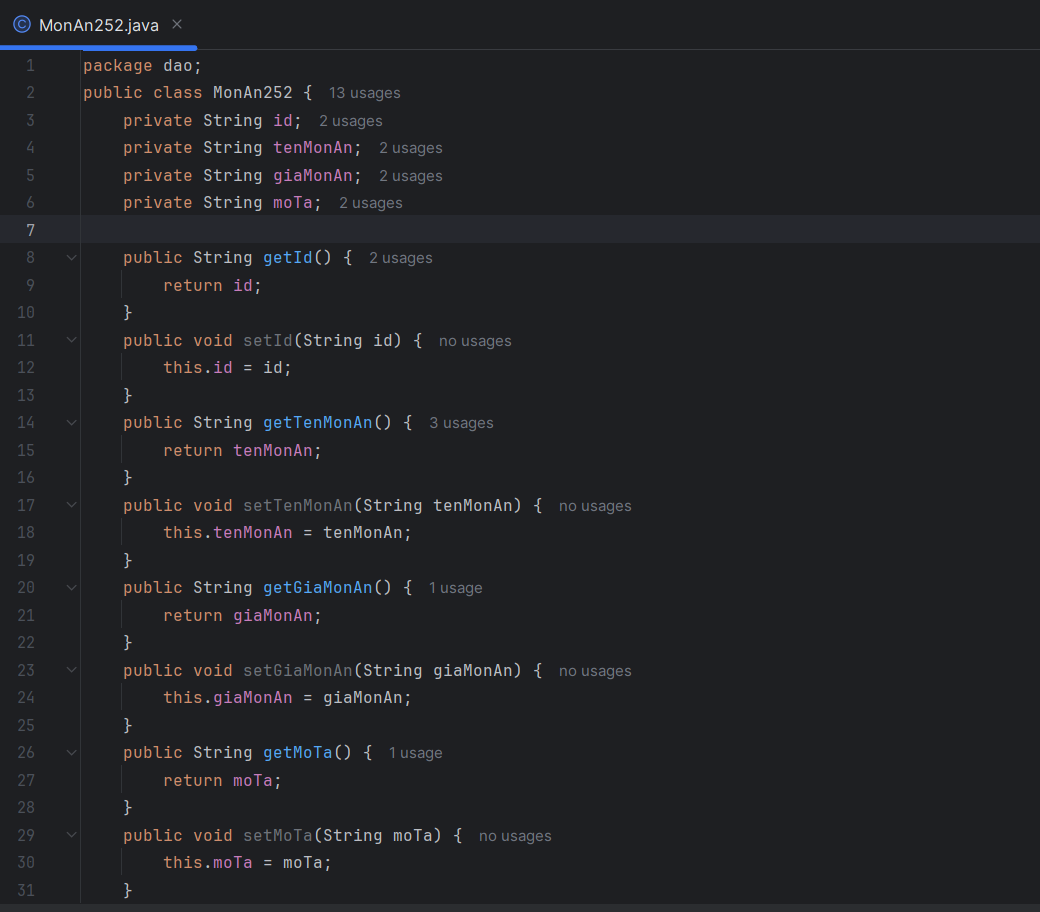 MonAn252.java
1 package dao;
2 public class MonAn252 { 13 usages
3 private String id; 2 usages
4 private String tenMonAn; 2 usages
5 private String giaMonAn; 2 usages
6 private String moTa; 2 usages
7
8 public String getId() { 2 usages
9 return id;
10 }
11 public void setId(String id) { no usages
12 this.id = id;
13 }
14 public String getTenMonAn() { 3 usages
15 return tenMonAn;
16 }
17 public void setTenMonAn(String tenMonAn) { no usages
18 this.tenMonAn = tenMonAn;
19 }
20 public String getGiaMonAn() { 1 usage
21 return giaMonAn;
22 }
23 public void setGiaMonAn(String giaMonAn) { no usages
24 this.giaMonAn = giaMonAn;
25 }
26 public String getMoTa() { 1 usage
27 return moTa;
28 }
29 public void setMoTa(String moTa) { no usages
30 this.moTa = moTa;
31 }